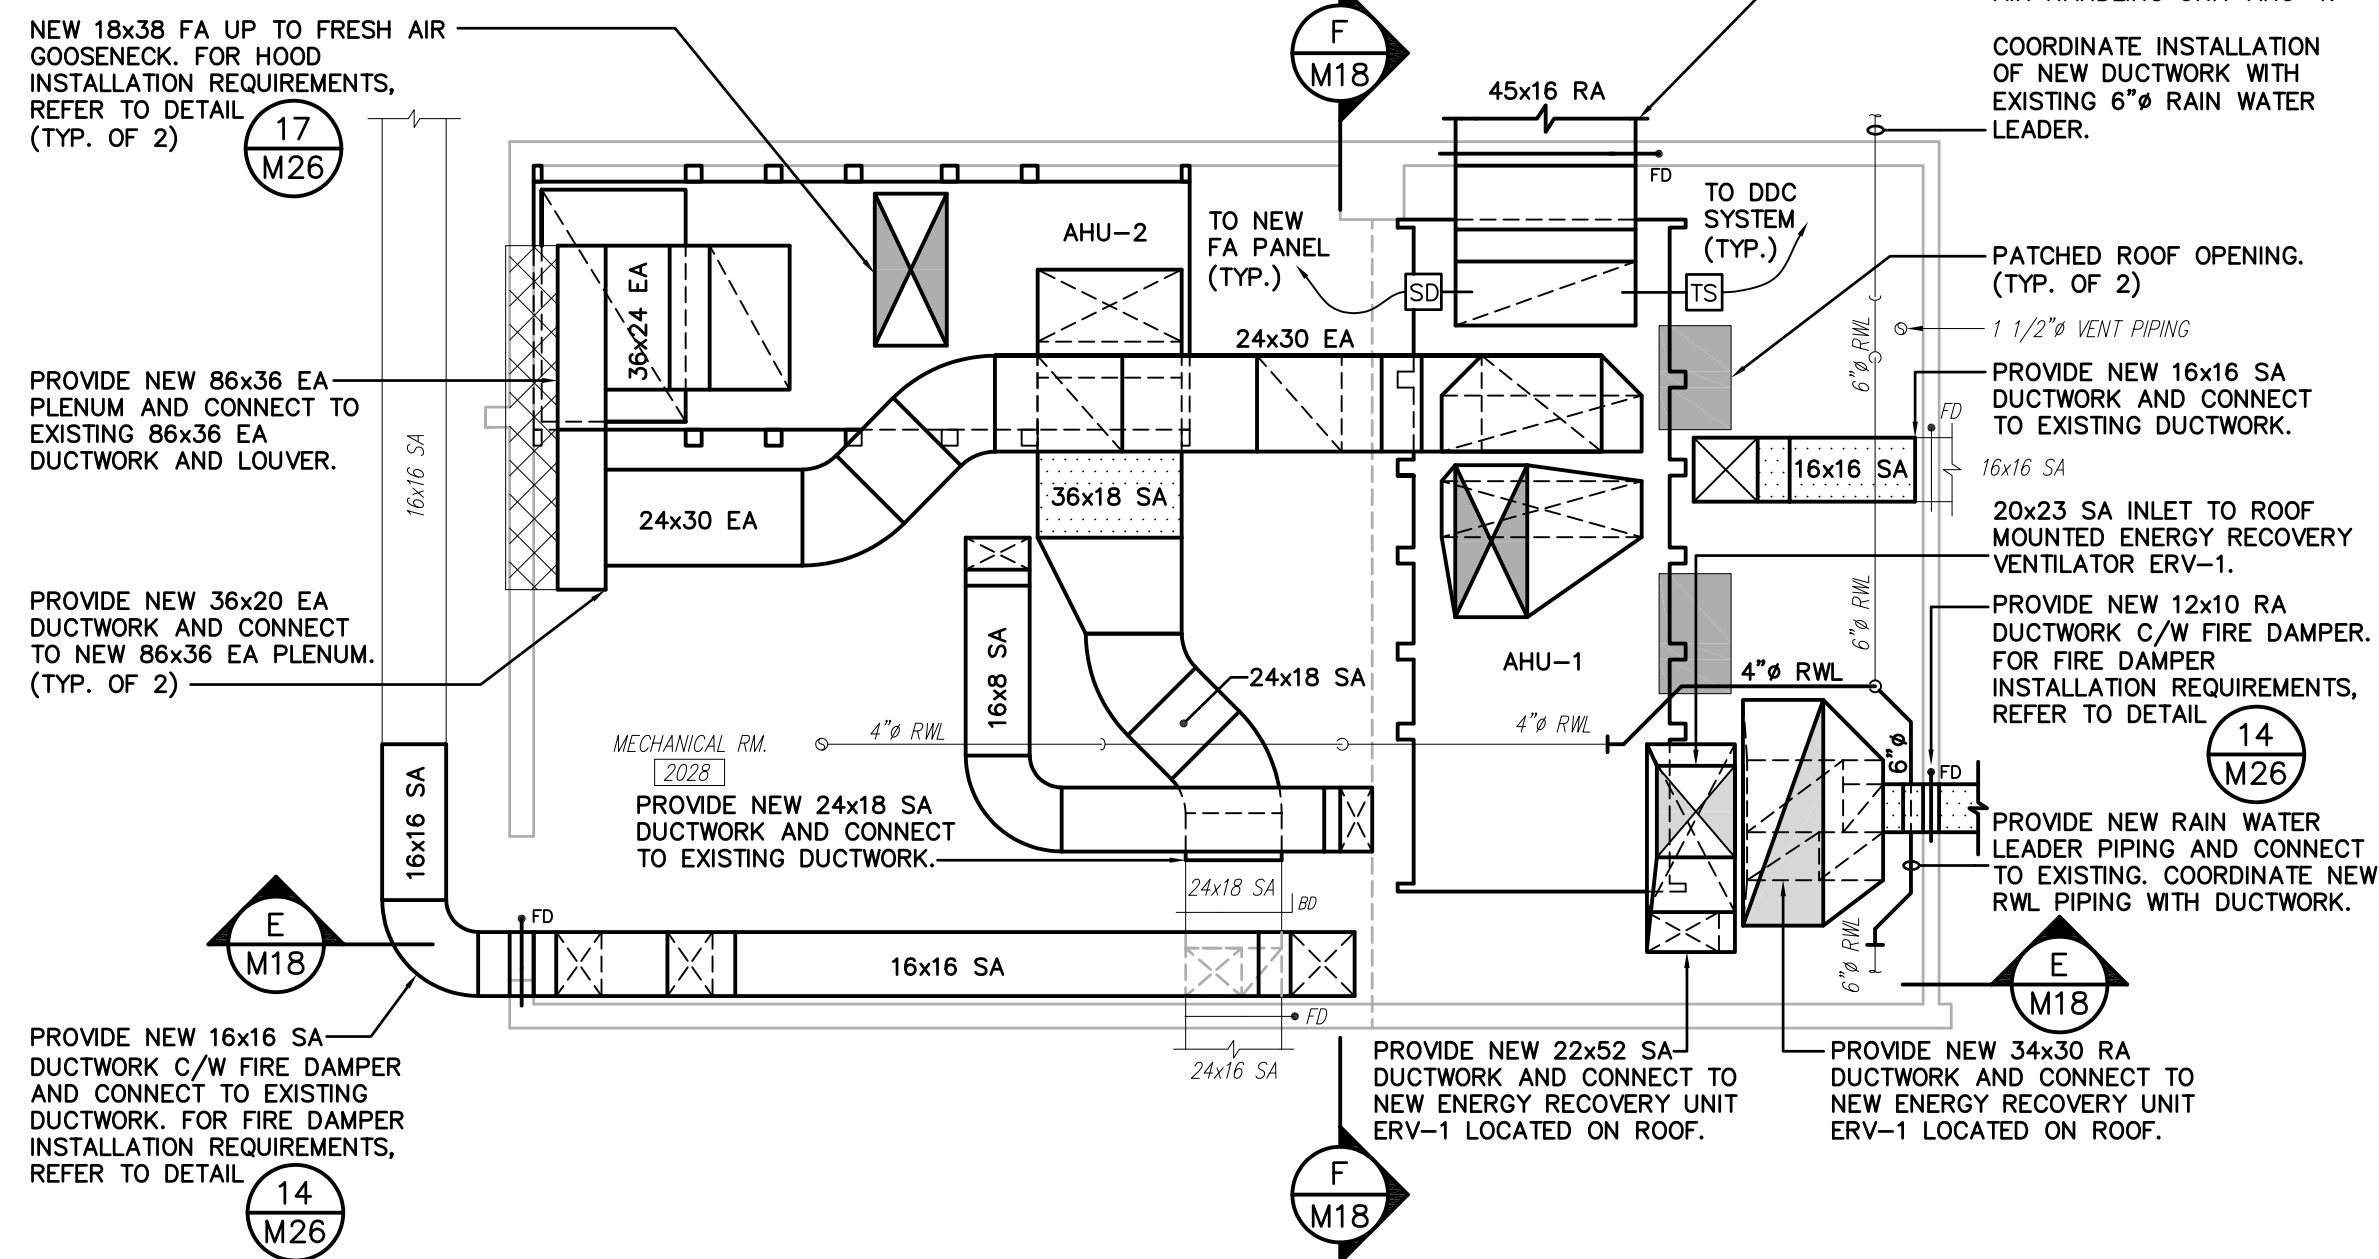 NEW 18x38 FA UP TO FRESH AIR
GOOSENECK. FOR HOOD
INSTALLATION REQUIREMENTS,
REFER TO DETAIL
(TYP. OF 2)
17
M26
F
M18
45x16 RA
FD
COORDINATE INSTALLATION
OF NEW DUCTWORK WITH
EXISTING 6"ø RAIN WATER
LEADER.
TO DDC
SYSTEM
(TYP.)
TO NEW
FA PANEL
(TYP.)
SD
TS
AHU-2
36x24 EA
24x30 EA
PATCHED ROOF OPENING.
(TYP. OF 2)
6"ø RWL
1 1/2"ø VENT PIPING
PROVIDE NEW 16x16 SA
DUCTWORK AND CONNECT
TO EXISTING DUCTWORK.
FD
16x16 SA
16x16 SA
PROVIDE NEW 86x36 EA
PLENUM AND CONNECT TO
EXISTING 86x36 EA
DUCTWORK AND LOUVER.
16x16 SA
24x30 EA
36x18 SA
20x23 SA INLET TO ROOF
MOUNTED ENERGY RECOVERY
VENTILATOR ERV-1.
PROVIDE NEW 36x20 EA
DUCTWORK AND CONNECT
TO NEW 86x36 EA PLENUM.
(TYP. OF 2)
16x8 SA
24x18 SA
AHU-1
6"ø RWL
4"ø RWL
PROVIDE NEW 12x10 RA
DUCTWORK C/W FIRE DAMPER.
FOR FIRE DAMPER
INSTALLATION REQUIREMENTS,
REFER TO DETAIL
14
M26
MECHANICAL RM.
2028
4"ø RWL
4"ø RWL
6"ø
FD
PROVIDE NEW 24x18 SA
DUCTWORK AND CONNECT
TO EXISTING DUCTWORK.
16x16 SA
24x18 SA
BD
PROVIDE NEW RAIN WATER
LEADER PIPING AND CONNECT
TO EXISTING. COORDINATE NEW
RWL PIPING WITH DUCTWORK.
6"ø RWL
E
M18
FD
16x16 SA
E
M18
FD
24x16 SA
PROVIDE NEW 16x16 SA
DUCTWORK C/W FIRE DAMPER
AND CONNECT TO EXISTING
DUCTWORK. FOR FIRE DAMPER
INSTALLATION REQUIREMENTS,
REFER TO DETAIL
14
M26
F
M18
PROVIDE NEW 22x52 SA
DUCTWORK AND CONNECT TO
NEW ENERGY RECOVERY UNIT
ERV-1 LOCATED ON ROOF.
PROVIDE NEW 34x30 RA
DUCTWORK AND CONNECT TO
NEW ENERGY RECOVERY UNIT
ERV-1 LOCATED ON ROOF.